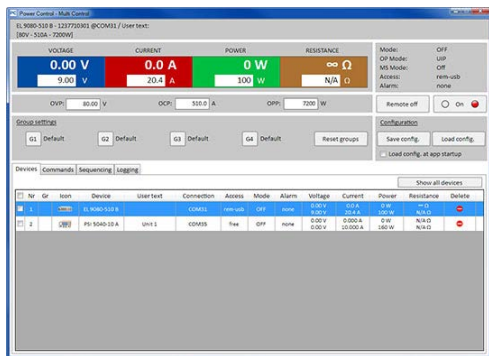 Power Control - Multi Control
EL 9080-510 B - 1237710301 @COM31 / User text:
[80V - 510A - 7200W]
VOLTAGE CURRENT POWER RESISTANCE
0.00 V 0.0 A 0 W ∞ Ω
9.00 V 20.4 A 100 W N/A Ω
Mode: OFF
OP Mode: UIP
MS Mode: Off
Access: rem-usb
Alarm: none
OVP: 80.00 V OCP: 510.0 A OPP: 7200 W
Remote off On
Group settings
G1 Default G2 Default G3 Default G4 Default Reset groups
Configuration
Save config. Load config.
Load config. at app startup
Devices Commands Sequencing Logging
Show all devices
Nr Gr Icon Device User text Connection Access Mode Alarm Voltage Current Power Resistance Delete
1 EL 9080-510 B COM31 rem-usb OFF none 0.00 V 0.0 A 0 W ∞ Ω
9.00 V 20.4 A 100 W N/A Ω
2 PSI 5040-10 A Unit 1 COM35 free OFF none 0.00 V 0.000 A 0 W N/A Ω
0.00 V 10.000 A 160 W N/A Ω